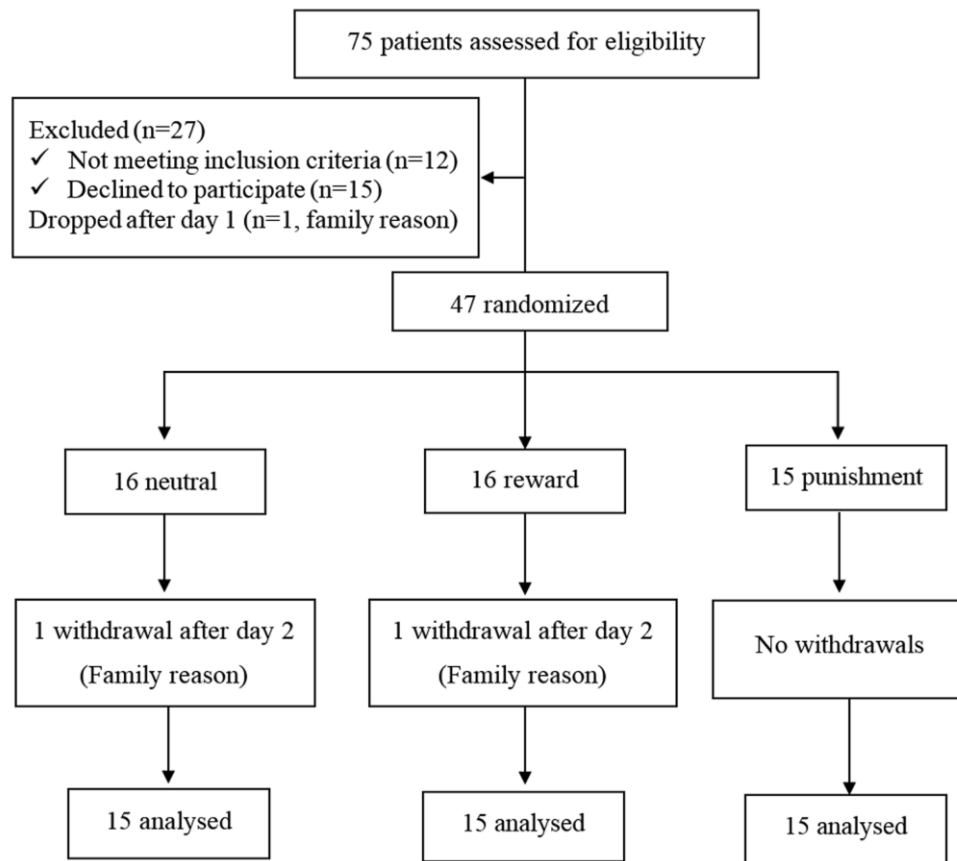 75 patients assessed for eligibility
Excluded (n=27)
✓ Not meeting inclusion criteria (n=12)
✓ Declined to participate (n=15)
Dropped after day 1 (n=1, family reason)
47 randomized
16 neutral
16 reward
15 punishment
1 withdrawal after day 2
(Family reason)
1 withdrawal after day 2
(Family reason)
No withdrawals
15 analysed
15 analysed
15 analysed